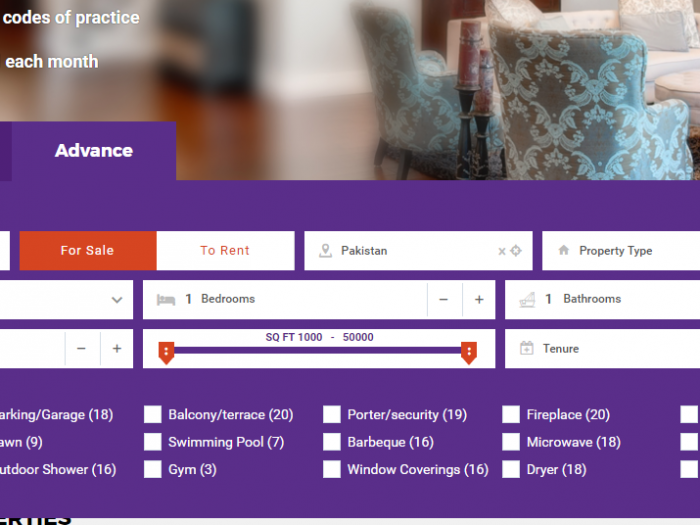 codes of practice
each month
Advance
For Sale
To Rent
Pakistan
x
Property Type
1 Bedrooms
−
+
1 Bathrooms
−
+
SQ FT 1000 - 50000
Tenure
arking/Garage (18)
Balcony/terrace (20)
Porter/security (19)
Fireplace (20)
awn (9)
Swimming Pool (7)
Barbeque (16)
Microwave (18)
utdoor Shower (16)
Gym (3)
Window Coverings (16)
Dryer (18)
ERTIES